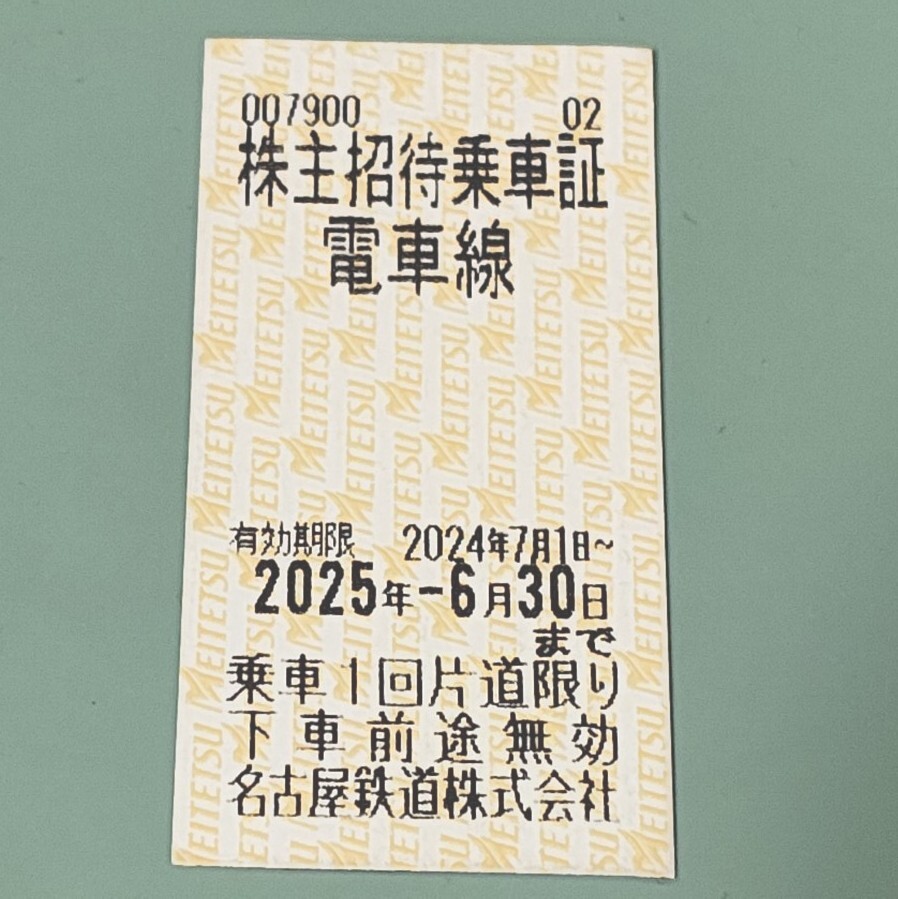 007900 02
株主招待乗車証
電車線
有効期限 2024年7月1日~
2025年-6月30日
まで
乗車1回片道限り
下車前途無効
名古屋鉄道株式会社
MEITETSU